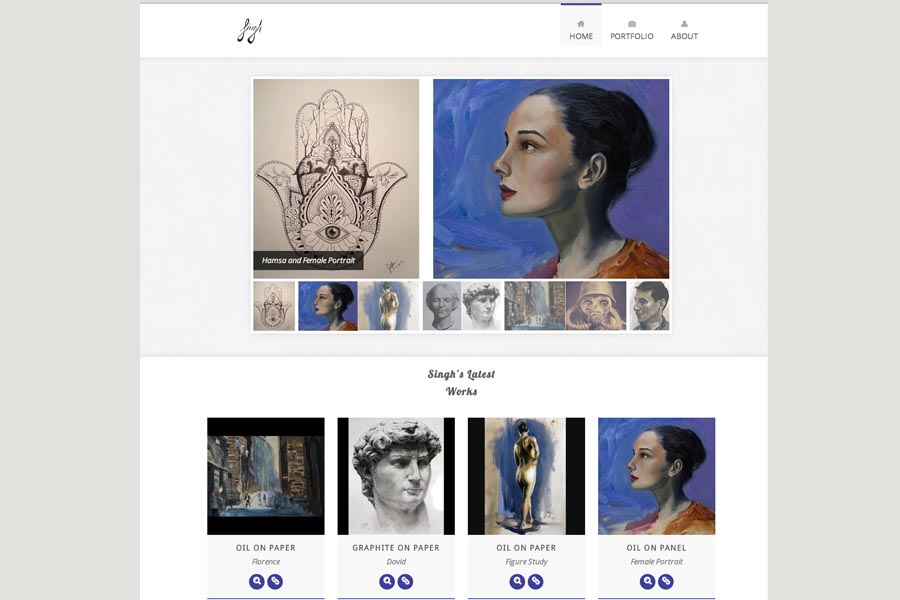 Singh
HOME
PORTFOLIO
ABOUT
Hamsa and Female Portrait
Singh's Latest
Works
OIL ON PAPER
Florence
GRAPHITE ON PAPER
David
OIL ON PAPER
Figure Study
OIL ON PANEL
Female Portrait